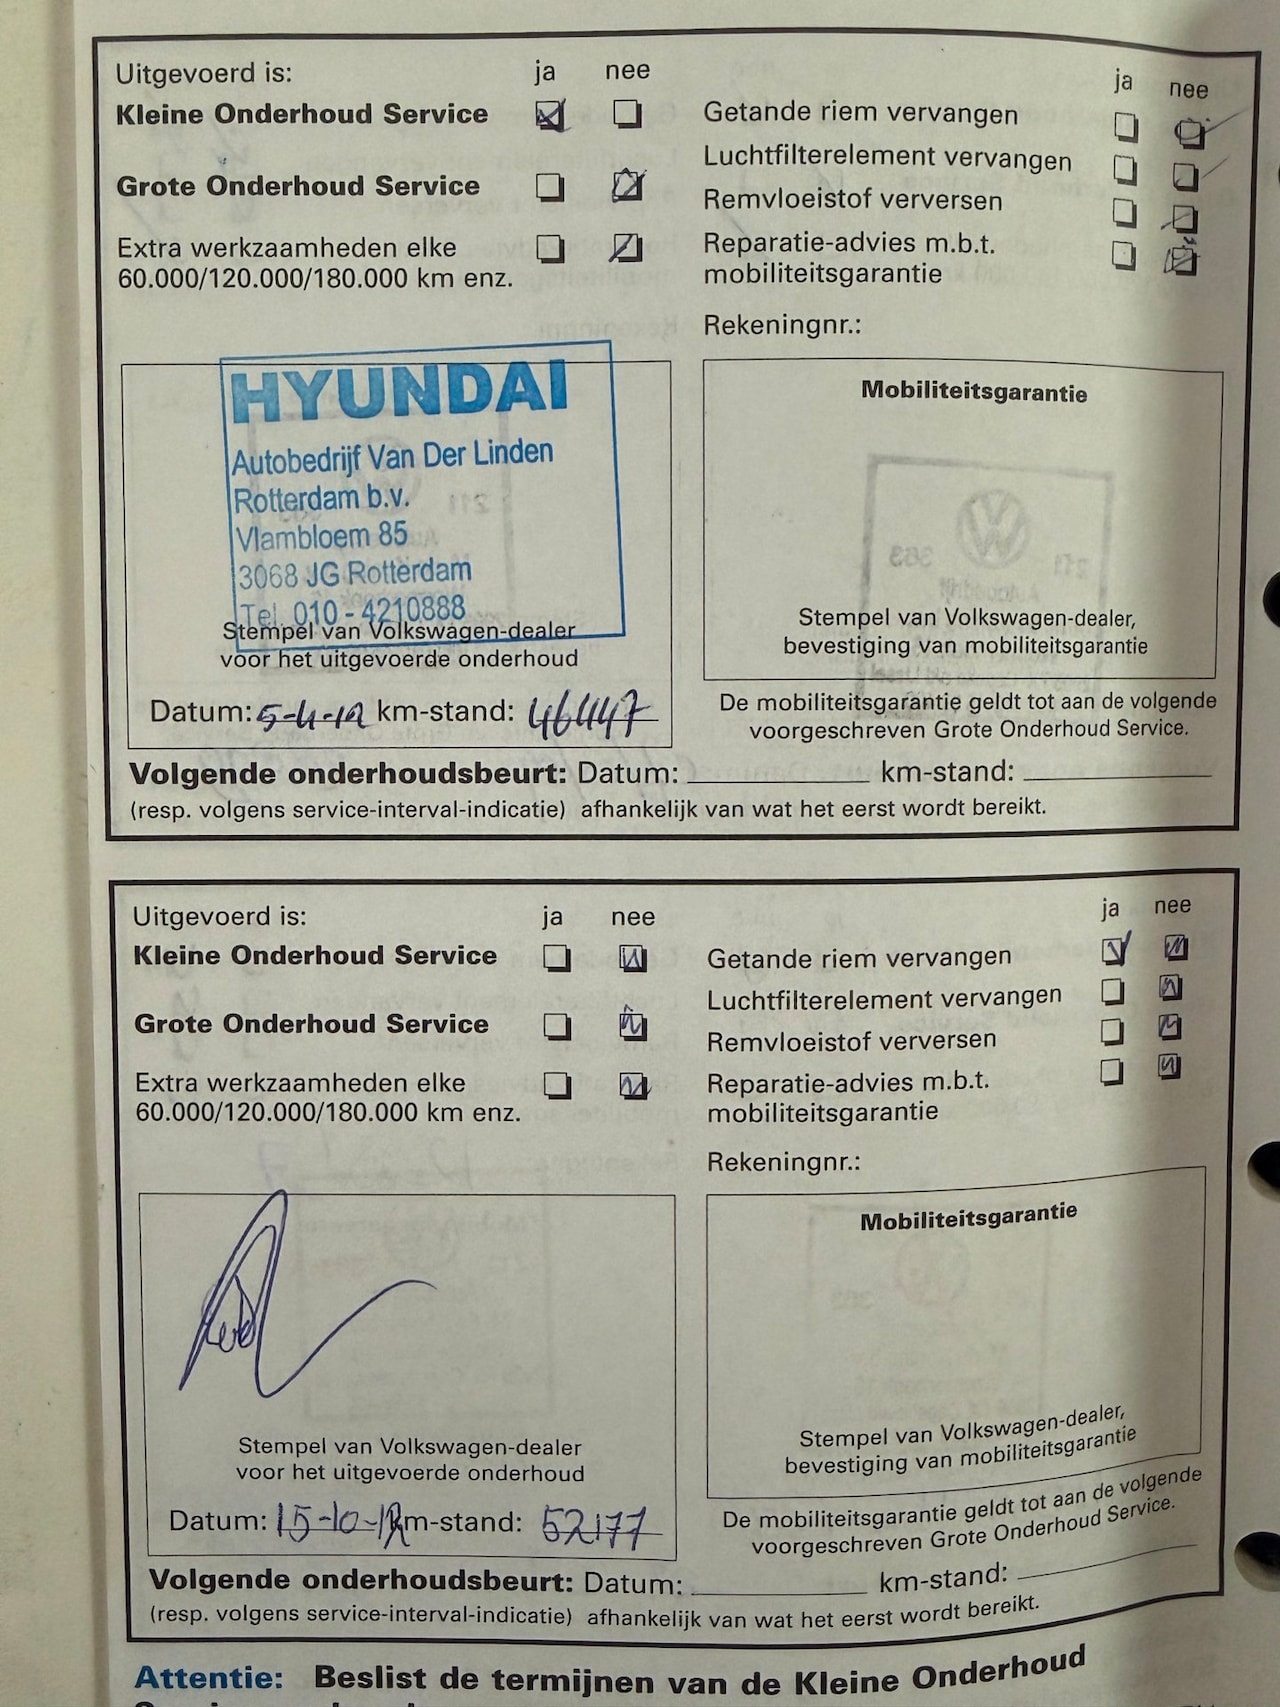 Uitgevoerd is: ja nee
Kleine Onderhoud Service
Grote Onderhoud Service
Extra werkzaamheden elke
60.000/120.000/180.000 km enz.
ja nee
Getande riem vervangen
Luchtfilterelement vervangen
Remvloeistof verversen
Reparatie-advies m.b.t.
mobiliteitsgarantie
Rekeningnr.:
HYUNDAI
Autobedrijf Van Der Linden
Rotterdam b.v.
Vlambloem 85
3068 JG Rotterdam
Tel. 010 - 4210888
Stempel van Volkswagen-dealer
voor het uitgevoerde onderhoud
Datum: 5-4-12 km-stand: 46447
Mobiliteitsgarantie
Stempel van Volkswagen-dealer,
bevestiging van mobiliteitsgarantie
De mobiliteitsgarantie geldt tot aan de volgende
voorgeschreven Grote Onderhoud Service.
Volgende onderhoudsbeurt: Datum: km-stand:
(resp. volgens service-interval-indicatie) afhankelijk van wat het eerst wordt bereikt.
Uitgevoerd is: ja nee
Kleine Onderhoud Service
Grote Onderhoud Service
Extra werkzaamheden elke
60.000/120.000/180.000 km enz.
ja nee
Getande riem vervangen
Luchtfilterelement vervangen
Remvloeistof verversen
Reparatie-advies m.b.t.
mobiliteitsgarantie
Rekeningnr.:
Stempel van Volkswagen-dealer
voor het uitgevoerde onderhoud
Datum: 15-10-12 km-stand: 52177
Mobiliteitsgarantie
Stempel van Volkswagen-dealer,
bevestiging van mobiliteitsgarantie
De mobiliteitsgarantie geldt tot aan de volgende
voorgeschreven Grote Onderhoud Service.
Volgende onderhoudsbeurt: Datum: km-stand:
(resp. volgens service-interval-indicatie) afhankelijk van wat het eerst wordt bereikt.
Attentie: Beslist de termijnen van de Kleine Onderhoud